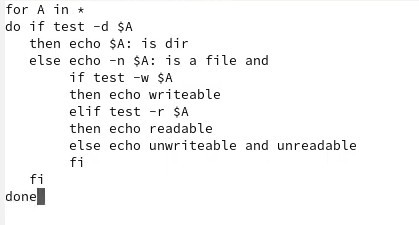 for A in *
do if test -d $A
   then echo $A: is dir
   else echo -n $A: is a file and
        if test -w $A
        then echo writeable
        elif test -r $A
        then echo readable
        else echo unwriteable and unreadable
        fi
   fi
done